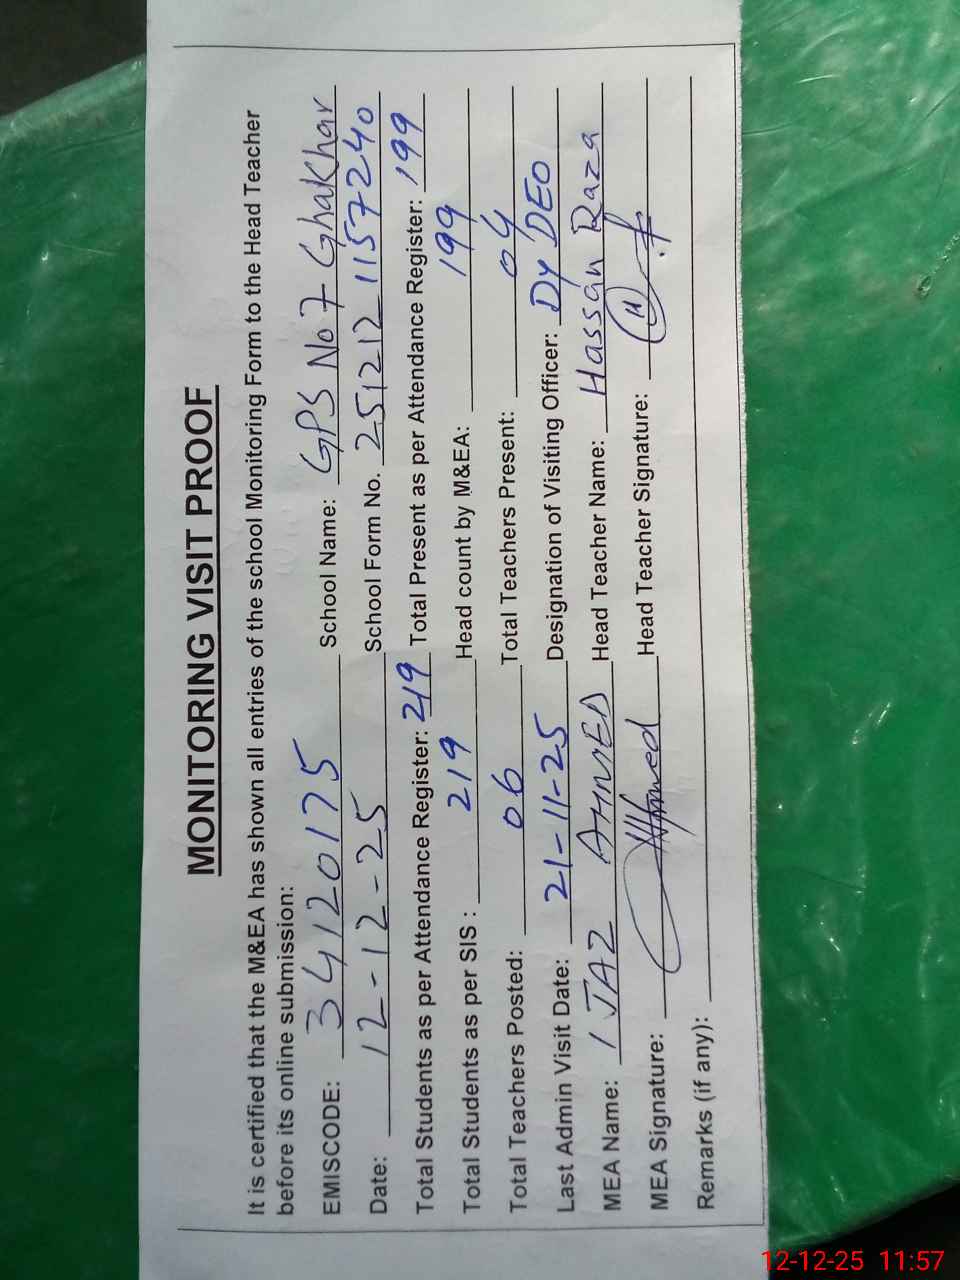 MONITORING VISIT PROOF
It is certified that the M&EA has shown all entries of the school Monitoring Form to the Head Teacher
before its online submission:
EMISCODE: 34120175 School Name: GPS No 7 Ghakhar
Date: 12-12-25 School Form No. 251212 1157240
Total Students as per Attendance Register: 219 Total Present as per Attendance Register: 199
Total Students as per SIS : 219 Head count by M&EA: 199
Total Teachers Posted: 06 Total Teachers Present: 04
Last Admin Visit Date: 21-11-25 Designation of Visiting Officer: Dy DEO
MEA Name: IJAZ AHMED Head Teacher Name: Hassan Raza
MEA Signature: Ahmed Head Teacher Signature:
Remarks (if any):
12-12-25 11:57